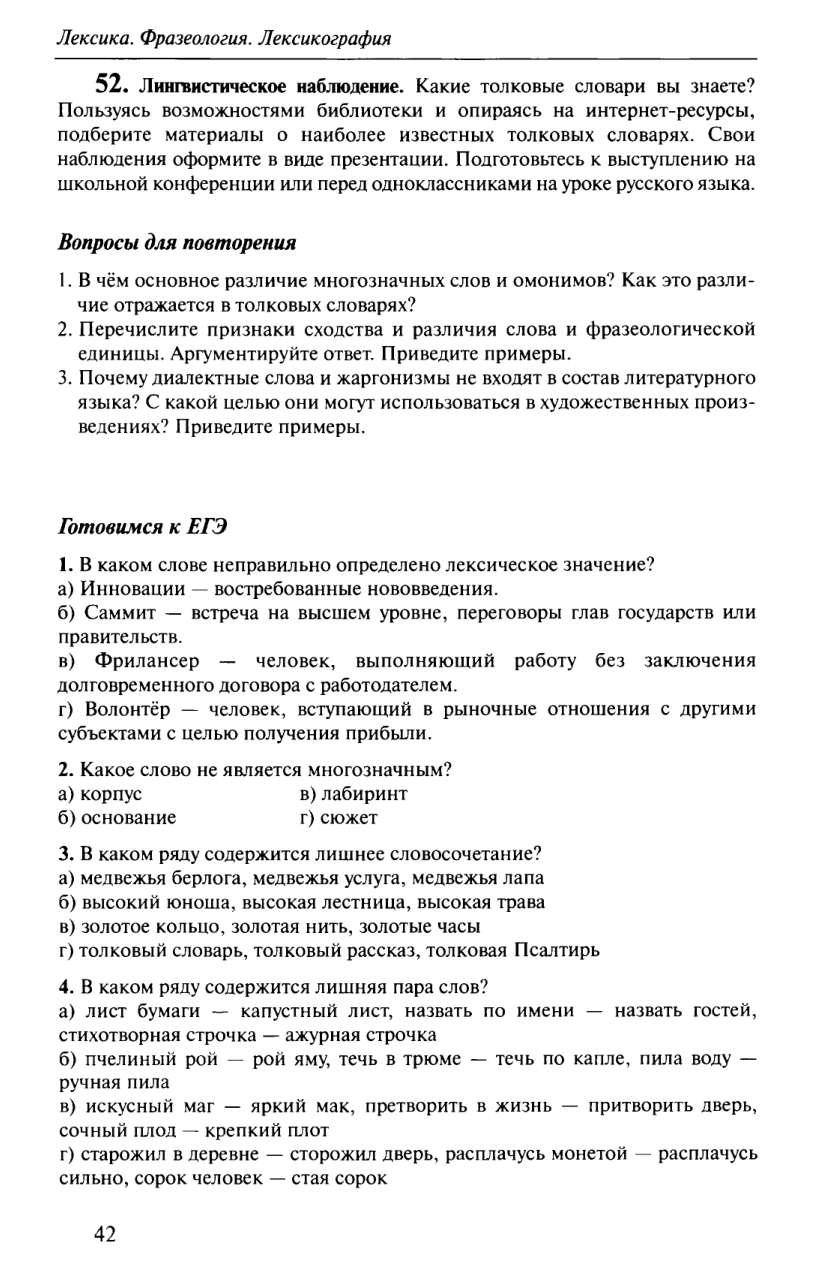 Лексика. Фразеология. Лексикография
52. Лингвистическое наблюдение. Какие толковые словари вы знаете?
Пользуясь возможностями библиотеки и опираясь на интернет-ресурсы,
подберите материалы о наиболее известных толковых словарях. Свои
наблюдения оформите в виде презентации. Подготовьтесь к выступлению на
школьной конференции или перед одноклассниками на уроке русского языка.
Вопросы для повторения
1. В чём основное различие многозначных слов и омонимов? Как это разли-
чие отражается в толковых словарях?
2. Перечислите признаки сходства и различия слова и фразеологической
единицы. Аргументируйте ответ. Приведите примеры.
3. Почему диалектные слова и жаргонизмы не входят в состав литературного
языка? С какой целью они могут использоваться в художественных произ-
ведениях? Приведите примеры.
Готовимся к ЕГЭ
1. В каком слове неправильно определено лексическое значение?
а) Инновации — востребованные нововведения.
б) Саммит — встреча на высшем уровне, переговоры глав государств или
правительств.
в) Фрилансер — человек, выполняющий работу без заключения
долговременного договора с работодателем.
г) Волонтёр — человек, вступающий в рыночные отношения с другими
субъектами с целью получения прибыли.
2. Какое слово не является многозначным?
а) корпус в) лабиринт
б) основание г) сюжет
3. В каком ряду содержится лишнее словосочетание?
а) медвежья берлога, медвежья услуга, медвежья лапа
б) высокий юноша, высокая лестница, высокая трава
в) золотое кольцо, золотая нить, золотые часы
г) толковый словарь, толковый рассказ, толковая Псалтирь
4. В каком ряду содержится лишняя пара слов?
а) лист бумаги — капустный лист, назвать по имени — назвать гостей,
стихотворная строчка — ажурная строчка
б) пчелиный рой — рой яму, течь в трюме — течь по капле, пила воду —
ручная пила
в) искусный маг — яркий мак, претворить в жизнь — притворить дверь,
сочный плод — крепкий плот
г) старожил в деревне — сторожил дверь, расплачусь монетой — расплачусь
сильно, сорок человек — стая сорок
42